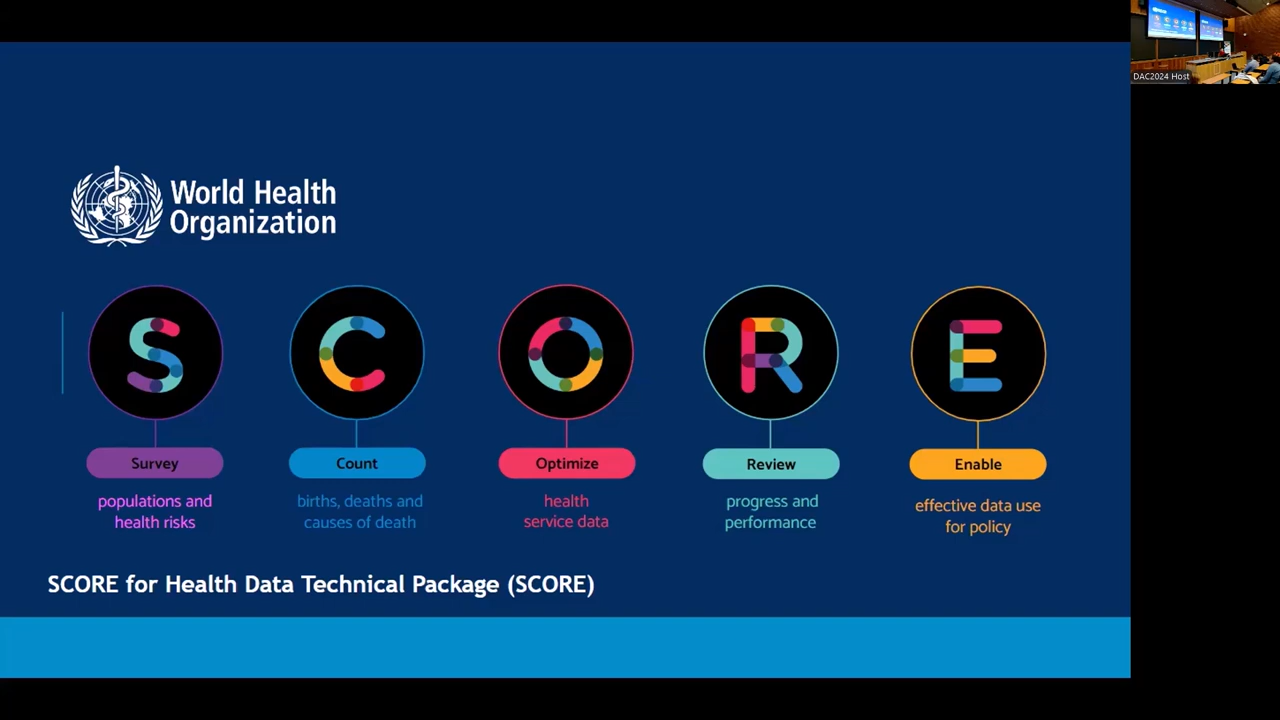 DAC2024 Host
World Health
Organization
S C O R E
Survey
populations and
health risks
Count
births, deaths and
causes of death
Optimize
health
service data
Review
progress and
performance
Enable
effective data use
for policy
SCORE for Health Data Technical Package (SCORE)